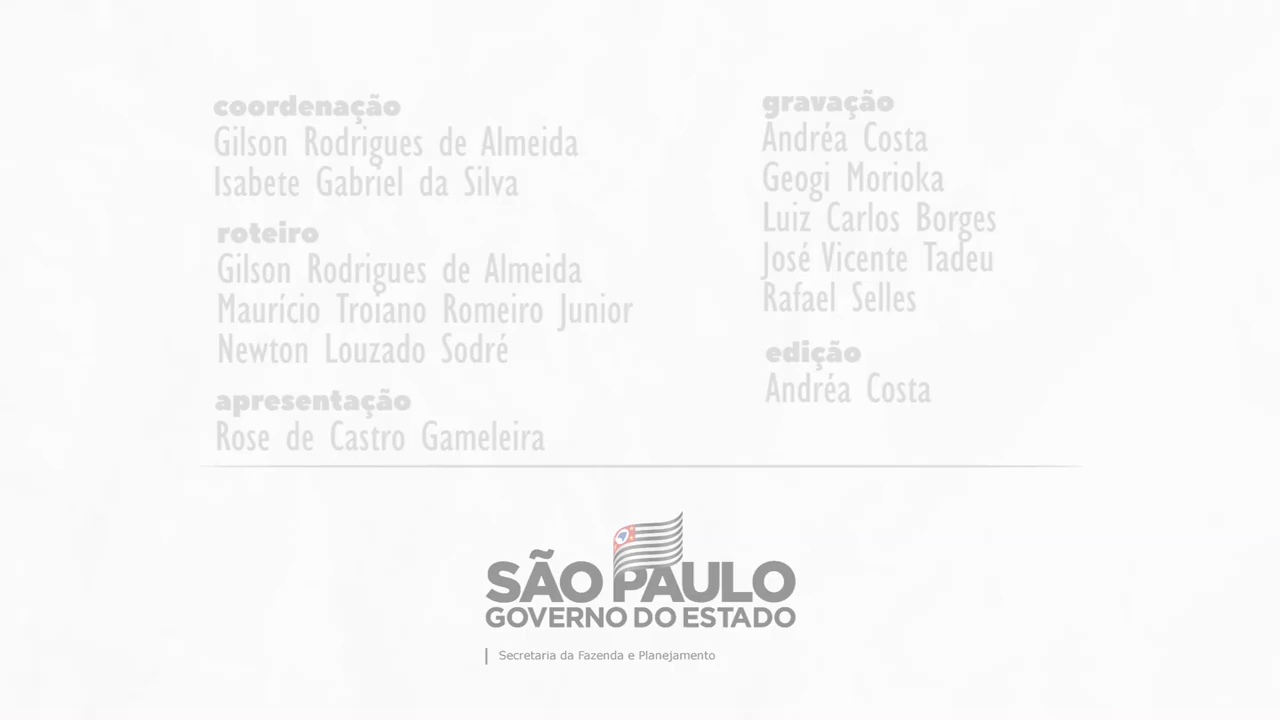 coordenação
Gilson Rodrigues de Almeida
Isabete Gabriel da Silva
roteiro
Gilson Rodrigues de Almeida
Maurício Troiano Romeiro Junior
Newton Louzado Sodré
apresentação
Rose de Castro Gameleira
gravação
Andréa Costa
Geogi Morioka
Luiz Carlos Borges
José Vicente Tadeu
Rafael Selles
edição
Andréa Costa
SÃO PAULO
GOVERNO DO ESTADO
Secretaria da Fazenda e Planejamento